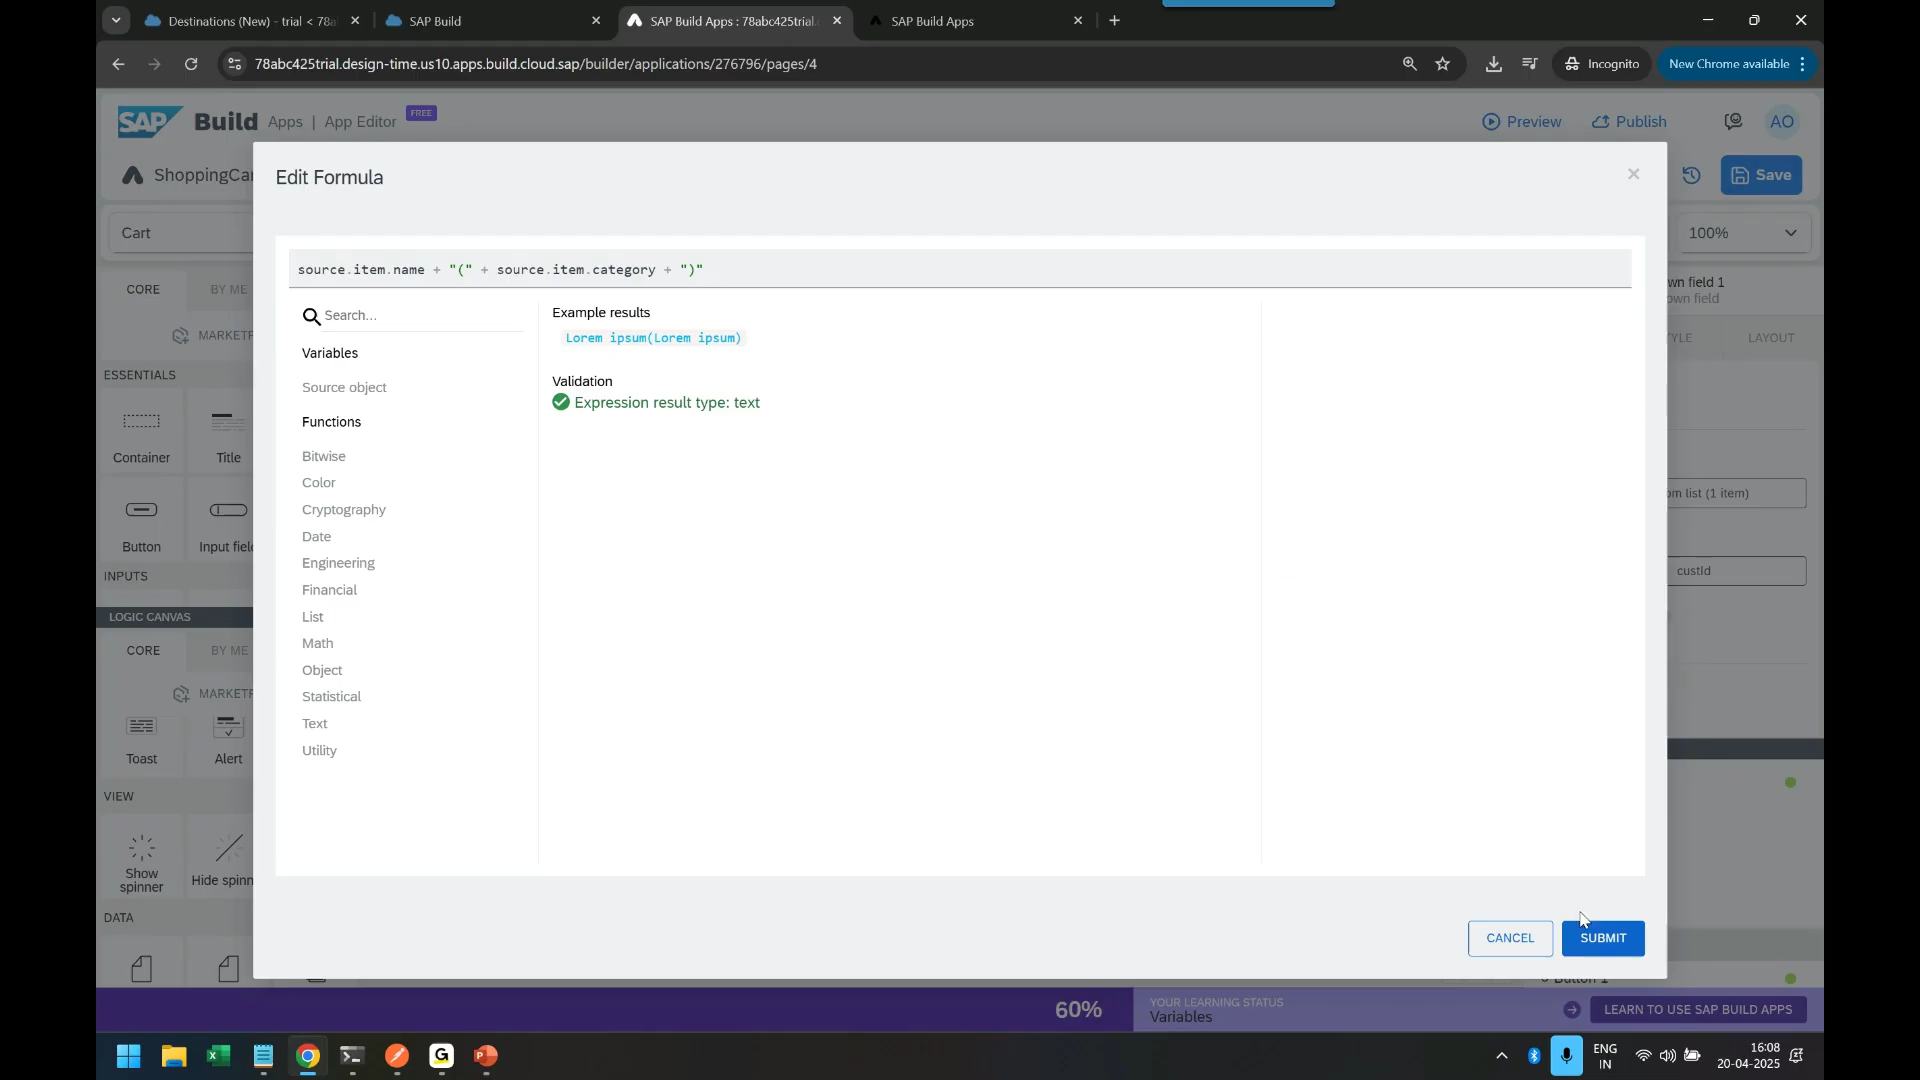 Destinations (New) - trial < 78a
SAP Build
SAP Build Apps : 78abc425trial.
SAP Build Apps
78abc425trial.design-time.us10.apps.build.cloud.sap/builder/applications/276796/pages/4
Incognito
New Chrome available
SAP Build Apps | App Editor FREE
Preview
Publish
AO
ShoppingCar
Save
Edit Formula
Cart
100%
source.item.name + "(" + source.item.category + ")"
CORE
BY ME
MARKETP
ESSENTIALS
Container
Title
Button
Input fiel
INPUTS
LOGIC CANVAS
CORE
BY ME
MARKETP
Toast
Alert
VIEW
Show
spinner
Hide spinn
DATA
Search...
Variables
Source object
Functions
Bitwise
Color
Cryptography
Date
Engineering
Financial
List
Math
Object
Statistical
Text
Utility
Example results
Lorem ipsum(Lorem ipsum)
Validation
Expression result type: text
wn field 1
own field
YLE
LAYOUT
om list (1 item)
custId
CANCEL
SUBMIT
Button 1
60%
YOUR LEARNING STATUS
Variables
LEARN TO USE SAP BUILD APPS
ENG
IN
16:08
20-04-2025